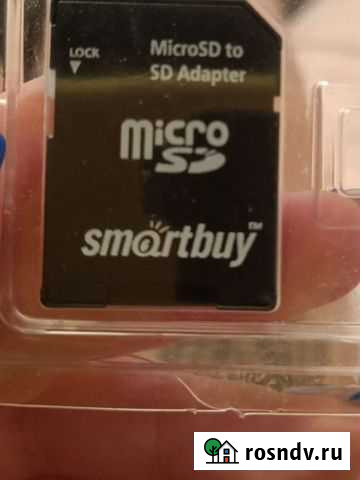 LOCK
MicroSD to
SD Adapter
micro
SD
smartbuy™
rosndv.ru